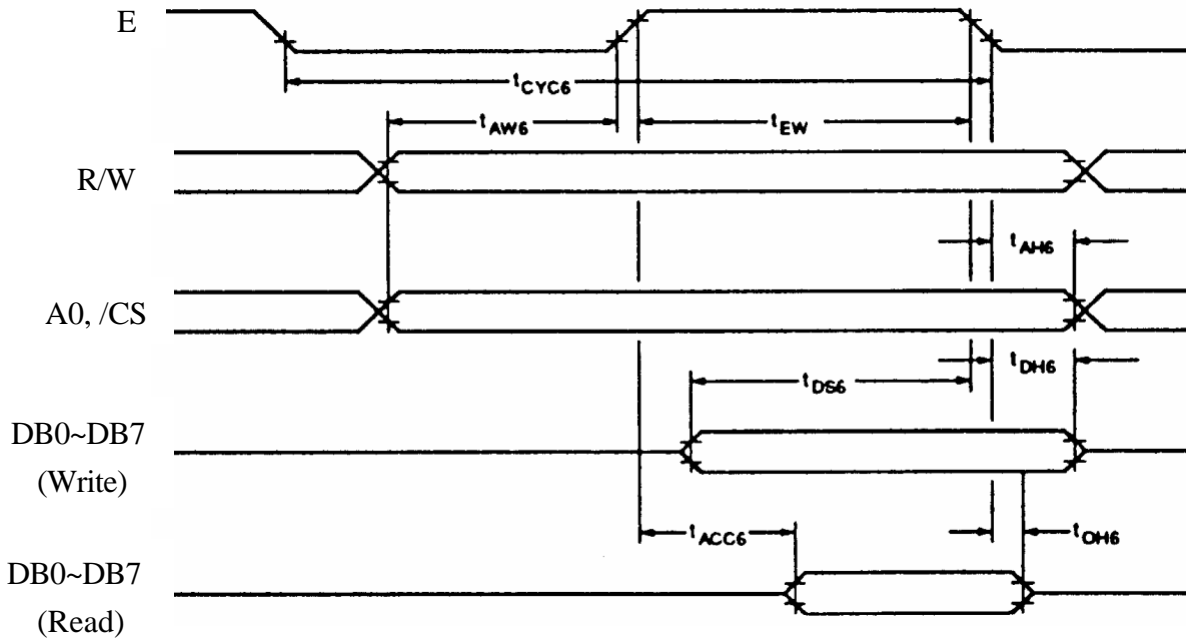 E
tCYC6
tAW6
tEW
R/W
tAH6
A0, /CS
tDH6
tDS6
DB0~DB7
(Write)
tACC6
tOH6
DB0~DB7
(Read)